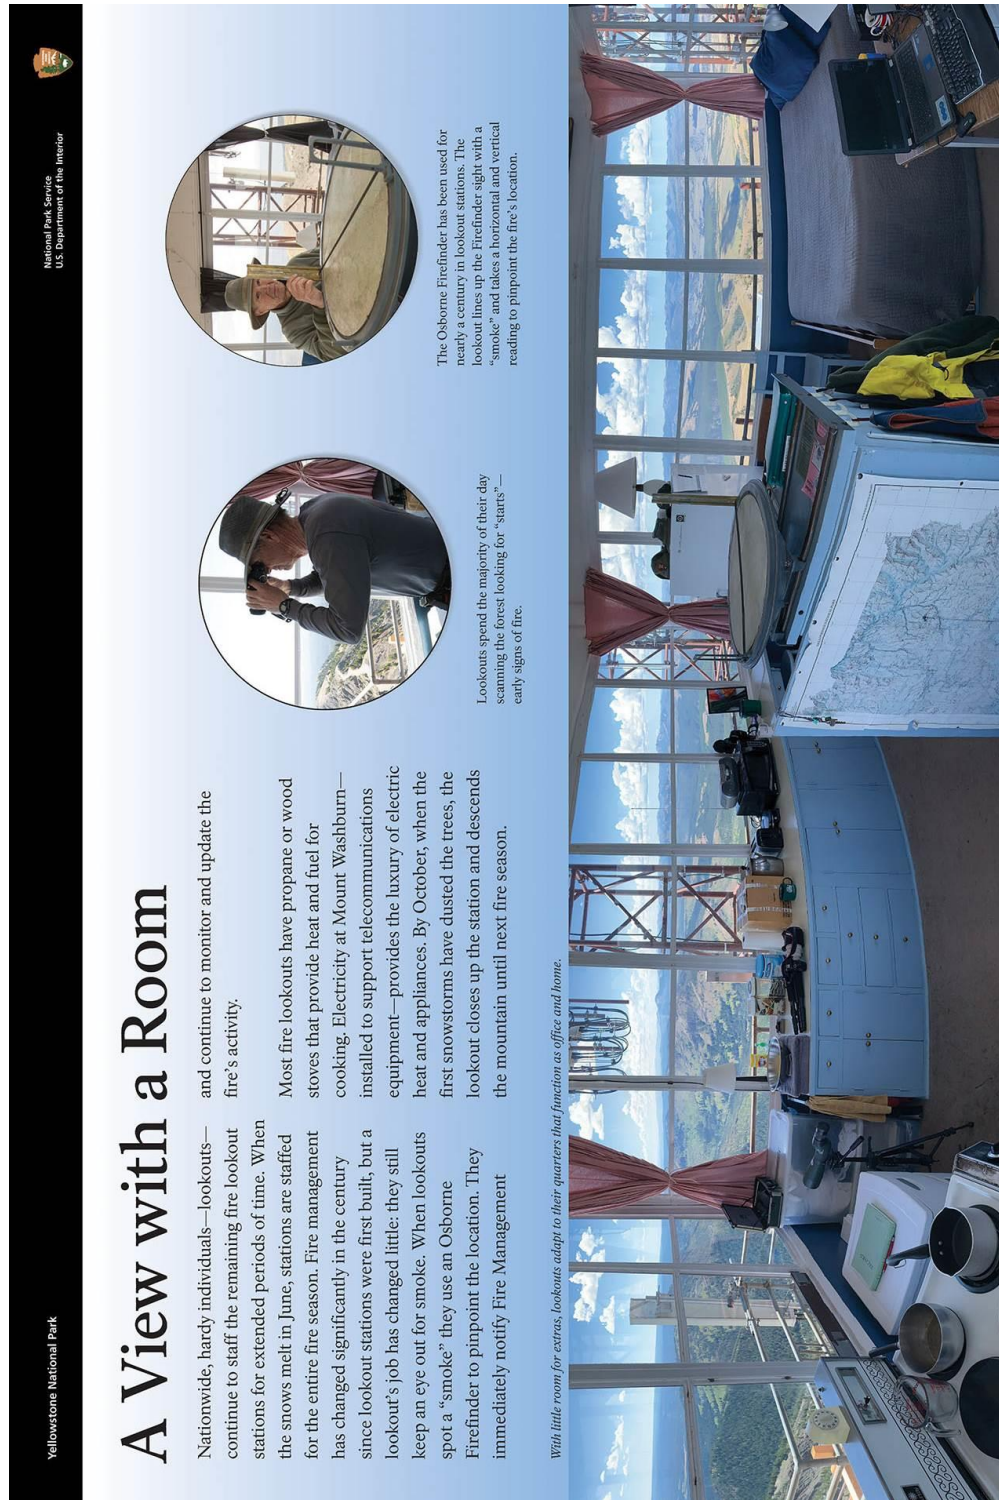 Yellowstone National Park
National Park Service
U.S. Department of the Interior
A View with a Room
Nationwide, hardy individuals—lookouts—
continue to staff the remaining fire lookout
stations for extended periods of time. When
the snows melt in June, stations are staffed
for the entire fire season. Fire management
has changed significantly in the century
since lookout stations were first built, but a
lookout’s job has changed little: they still
keep an eye out for smoke. When lookouts
spot a “smoke” they use an Osborne
Firefinder to pinpoint the location. They
immediately notify Fire Management
and continue to monitor and update the
fire’s activity.
Most fire lookouts have propane or wood
stoves that provide heat and fuel for
cooking. Electricity at Mount Washburn—
installed to support telecommunications
equipment—provides the luxury of electric
heat and appliances. By October, when the
first snowstorms have dusted the trees, the
lookout closes up the station and descends
the mountain until next fire season.
Lookouts spend the majority of their day
scanning the forest looking for “starts”—
early signs of fire.
The Osborne Firefinder has been used for
nearly a century in lookout stations. The
lookout lines up the Firefinder sight with a
“smoke” and takes a horizontal and vertical
reading to pinpoint the fire’s location.
With little room for extras, lookouts adapt to their quarters that function as office and home.